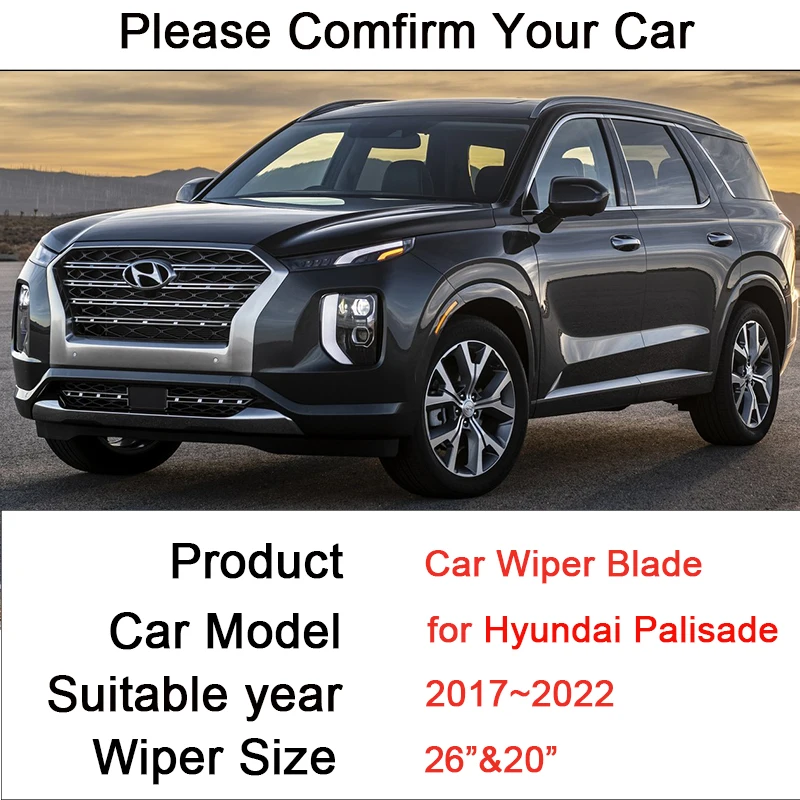 Please Comfirm Your Car
Product Car Wiper Blade
Car Model for Hyundai Palisade
Suitable year 2017~2022
Wiper Size 26”&20”